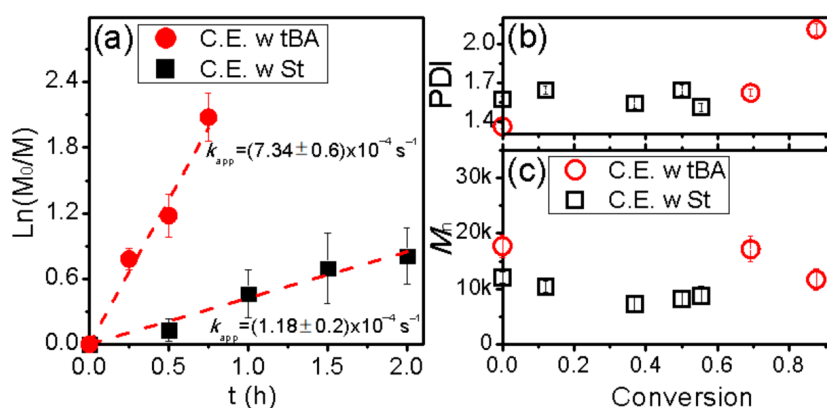 (a)
C.E. w tBA
C.E. w St
Ln(M₀/M)
2.4
1.8
1.2
0.6
0.0
k_app=(7.34±0.6)x10⁻⁴ s⁻¹
k_app=(1.18±0.2)x10⁻⁴ s⁻¹
0.0 0.5 1.0 1.5 2.0
t (h)
(b)
PDI
2.1
1.7
1.4
(c)
C.E. w tBA
C.E. w St
Mₙ
30k
20k
10k
0
0.0 0.2 0.4 0.6 0.8
Conversion